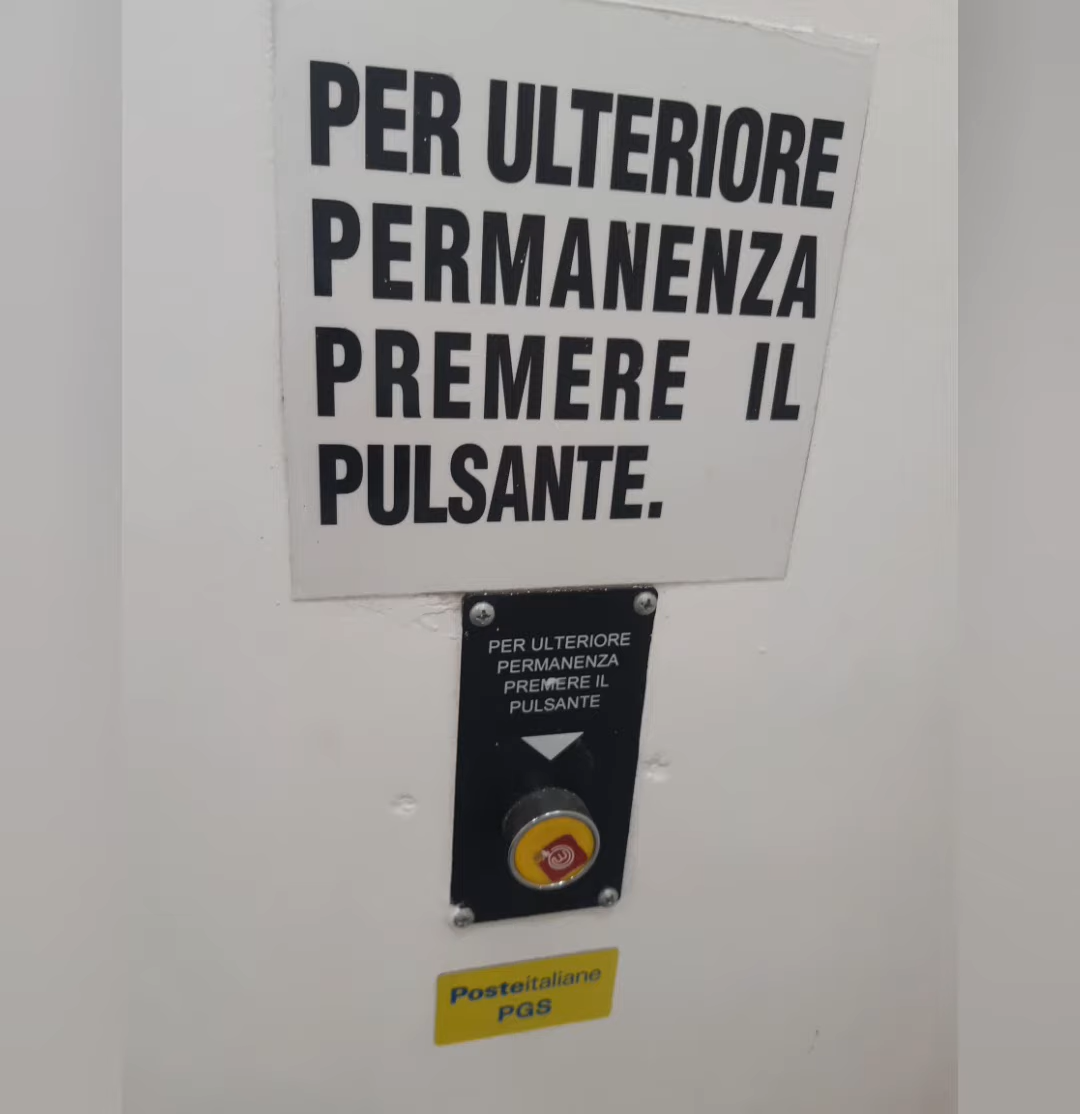 PER ULTERIORE
PERMANENZA
PREMERE IL
PULSANTE.
PER ULTERIORE
PERMANENZA
PREMERE IL
PULSANTE
Posteitaliane
PGS